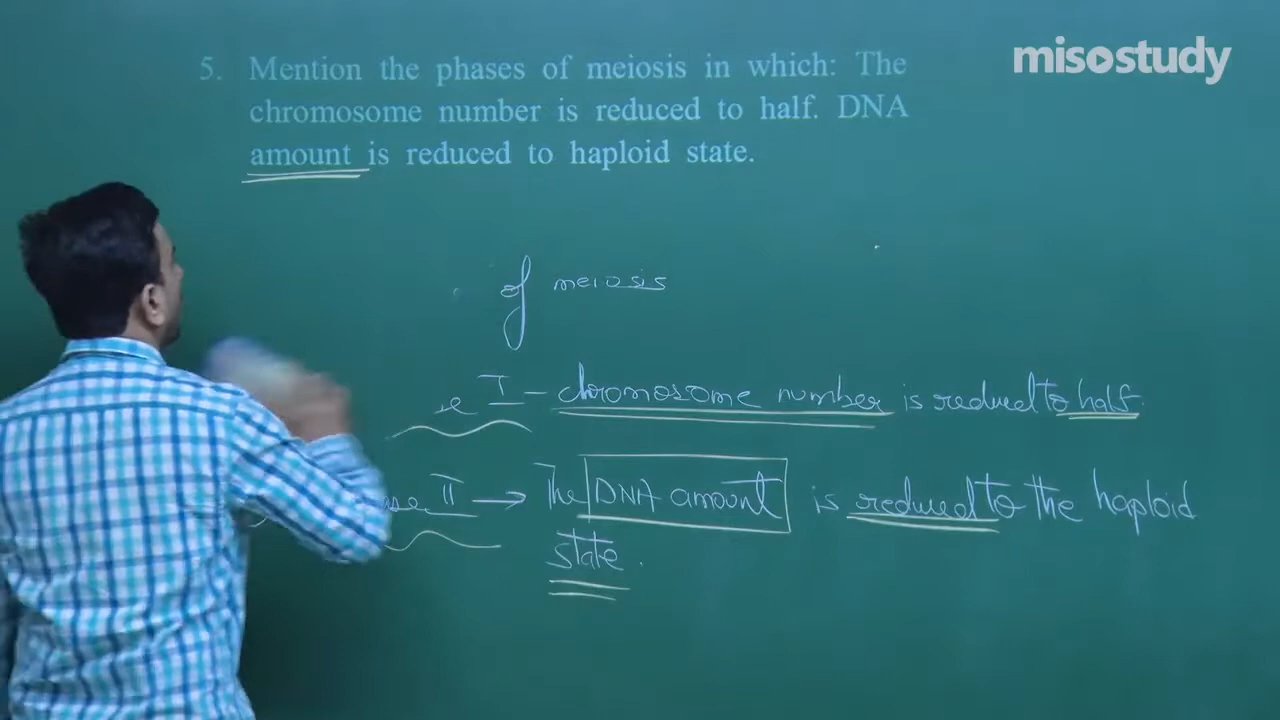 misostudy
5. Mention the phases of meiosis in which: The
chromosome number is reduced to half. DNA
amount is reduced to haploid state.
of meiosis
I – chromosome number is reduced to half.
II → The DNA amount is reduced to the haploid
state.